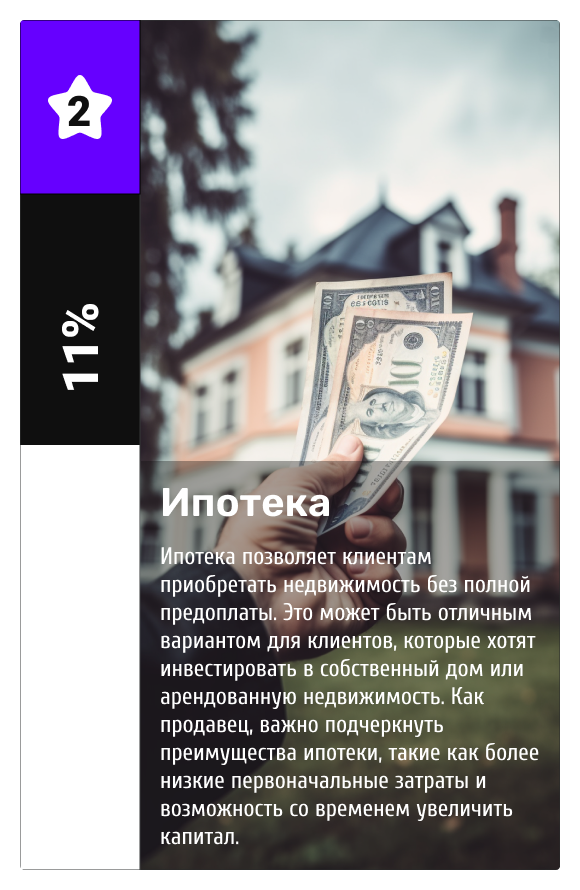 2
11%
Ипотека
Ипотека позволяет клиентам
приобретать недвижимость без полной
предоплаты. Это может быть отличным
вариантом для клиентов, которые хотят
инвестировать в собственный дом или
арендованную недвижимость. Как
продавец, важно подчеркнуть
преимущества ипотеки, такие как более
низкие первоначальные затраты и
возможность со временем увеличить
капитал.